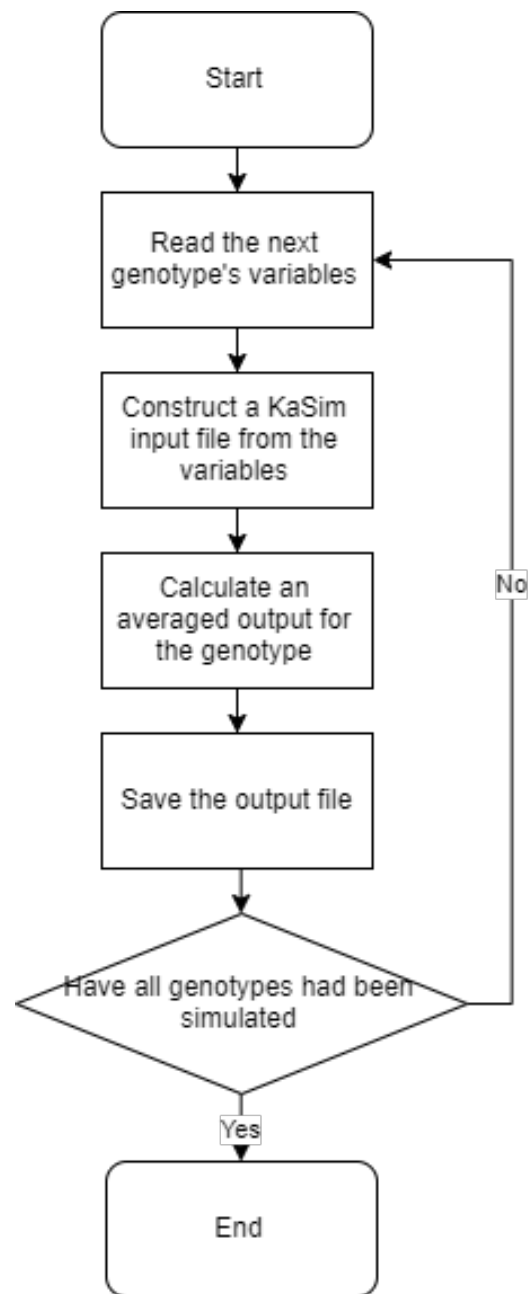 Start
Read the next
genotype's variables
Construct a KaSim
input file from the
variables
Calculate an
averaged output for
the genotype
No
Save the output file
Have all genotypes had been
simulated
Yes
End